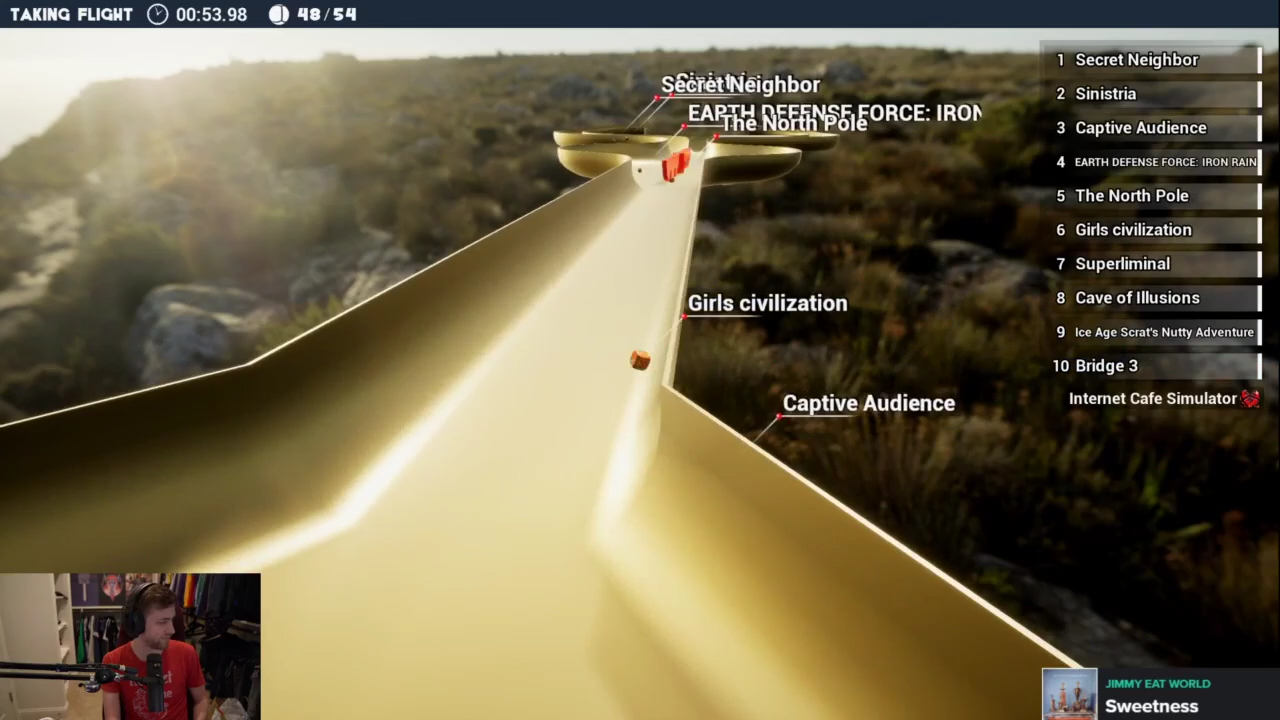 TAKING FLIGHT 00:53.98 48/54
Secret Neighbor
EARTH DEFENSE FORCE: IRON
The North Pole
Girls civilization
Captive Audience
1 Secret Neighbor
2 Sinistria
3 Captive Audience
4 EARTH DEFENSE FORCE: IRON RAIN
5 The North Pole
6 Girls civilization
7 Superliminal
8 Cave of Illusions
9 Ice Age Scrat's Nutty Adventure
10 Bridge 3
Internet Cafe Simulator
JIMMY EAT WORLD
Sweetness